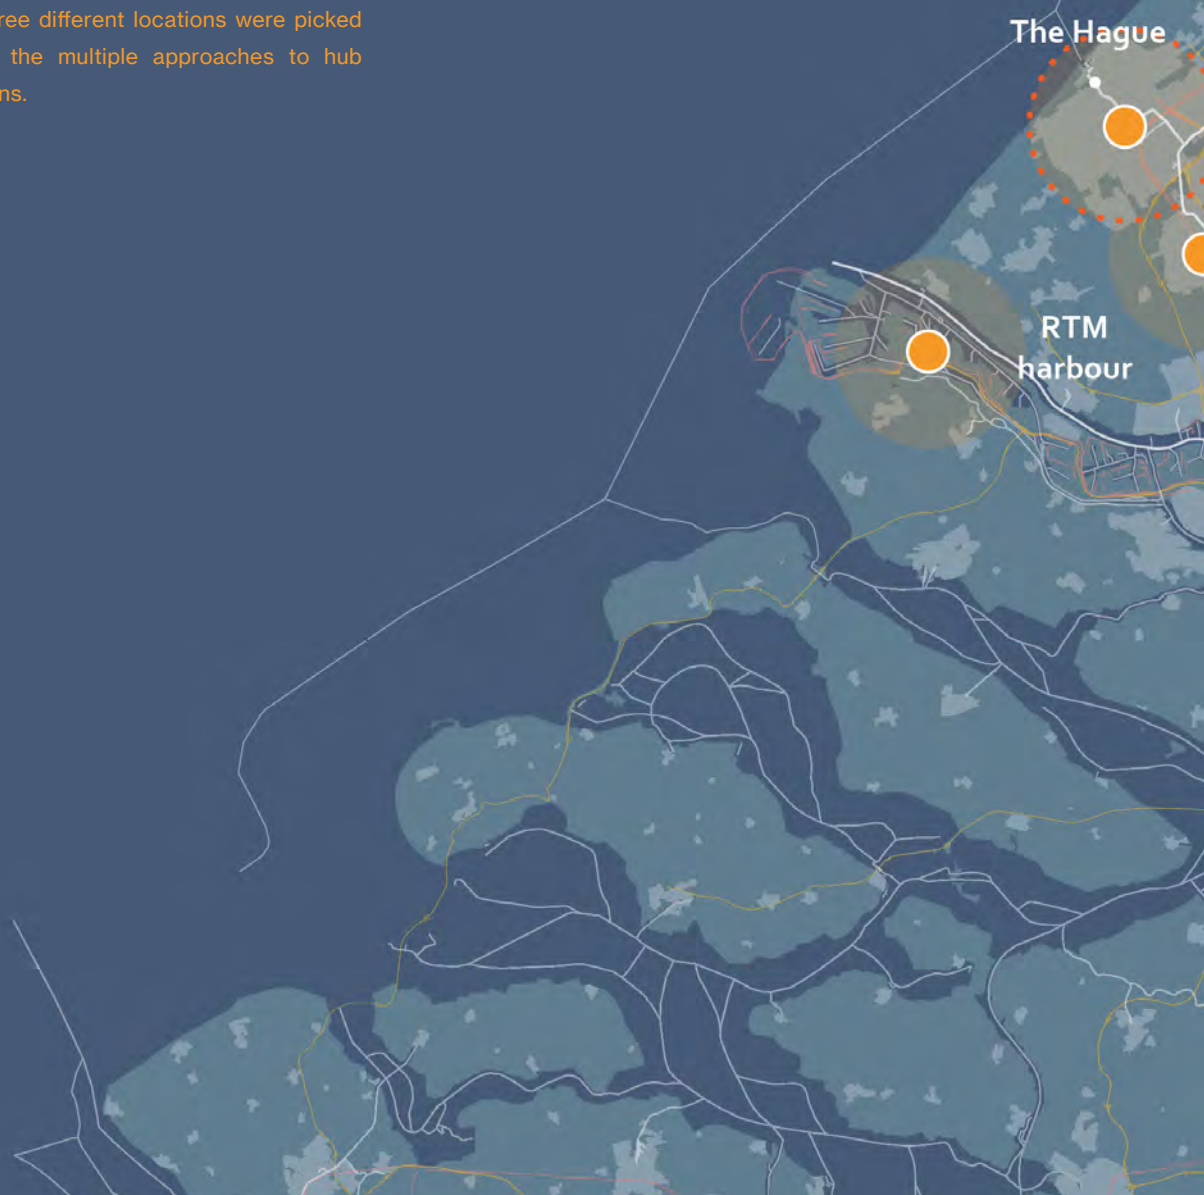 ree different locations were picked
the multiple approaches to hub
ns.
The Hague
RTM
harbour